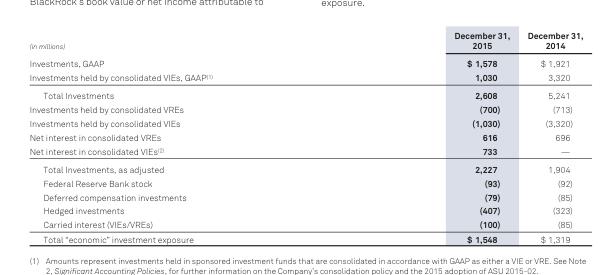 BlackRock's book value or net income attributable to
exposure.
(in millions) December 31, 2015 December 31, 2014
Investments, GAAP $ 1,578 $ 1,921
Investments held by consolidated VIEs, GAAP(1) 1,030 3,320
Total Investments 2,608 5,241
Investments held by consolidated VREs (700) (713)
Investments held by consolidated VIEs (1,030) (3,320)
Net interest in consolidated VREs 616 696
Net interest in consolidated VIEs(2) 733 —
Total Investments, as adjusted 2,227 1,904
Federal Reserve Bank stock (93) (92)
Deferred compensation investments (79) (85)
Hedged investments (407) (323)
Carried interest (VIEs/VREs) (100) (85)
Total "economic" investment exposure $ 1,548 $ 1,319
(1) Amounts represent investments held in sponsored investment funds that are consolidated in accordance with GAAP as either a VIE or VRE. See Note
2, Significant Accounting Policies, for further information on the Company's consolidation policy and the 2015 adoption of ASU 2015-02.